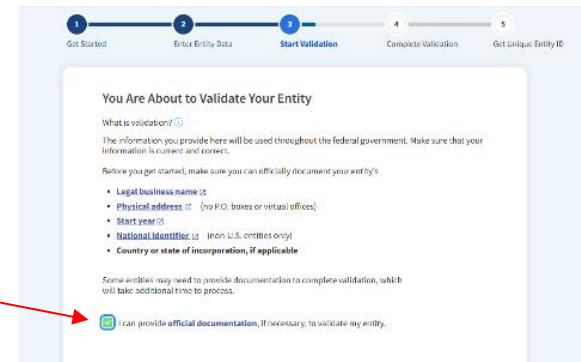 1 2 3 4 5
Get Started Enter Entity Data Start Validation Complete Validation Get Unique Entity ID
You Are About to Validate Your Entity
What is validation?
The information you provide here will be used throughout the federal government. Make sure that your
information is current and correct.
Before you get started, make sure you can officially document your entity's
• Legal business name
• Physical address (no P.O. boxes or virtual offices)
• Start year
• National identifier (non-U.S. entities only)
• Country or state of incorporation, if applicable
Some entities may need to provide documentation to complete validation, which
will take additional time to process.
I can provide official documentation, if necessary, to validate my entity.